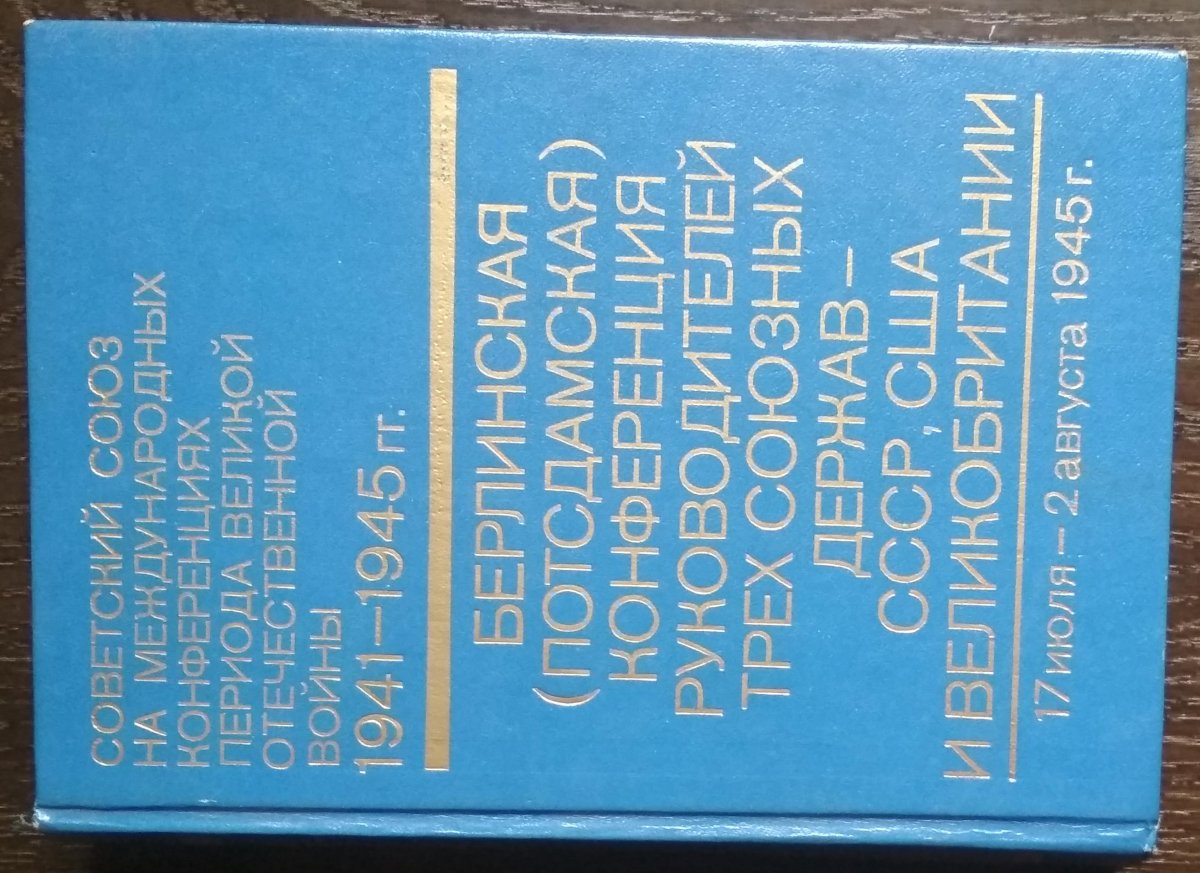 СОВЕТСКИЙ СОЮЗ
НА МЕЖДУНАРОДНЫХ
КОНФЕРЕНЦИЯХ
ПЕРИОДА ВЕЛИКОЙ
ОТЕЧЕСТВЕННОЙ
ВОЙНЫ
1941–1945 гг.
БЕРЛИНСКАЯ
(ПОТСДАМСКАЯ)
КОНФЕРЕНЦИЯ
РУКОВОДИТЕЛЕЙ
ТРЕХ СОЮЗНЫХ
ДЕРЖАВ –
СССР, США
И ВЕЛИКОБРИТАНИИ
17 июля – 2 августа 1945 г.